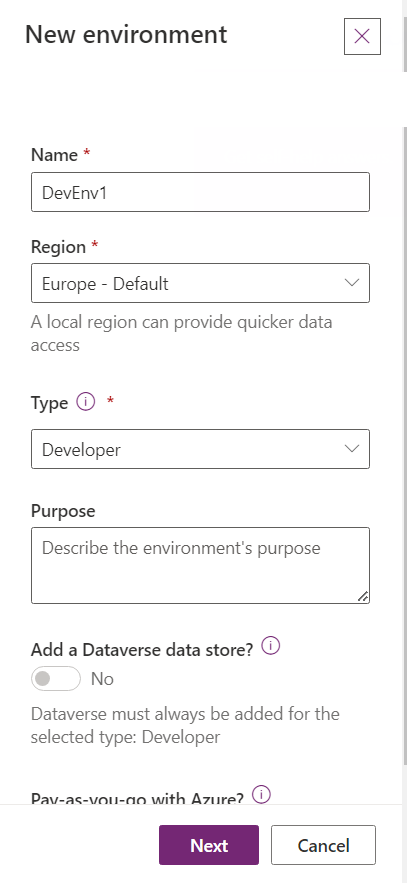 New environment
Name *
DevEnv1
Region *
Europe - Default
A local region can provide quicker data
access
Type *
Developer
Purpose
Describe the environment's purpose
Add a Dataverse data store?
No
Dataverse must always be added for the
selected type: Developer
Pay-as-you-go with Azure?
Next Cancel